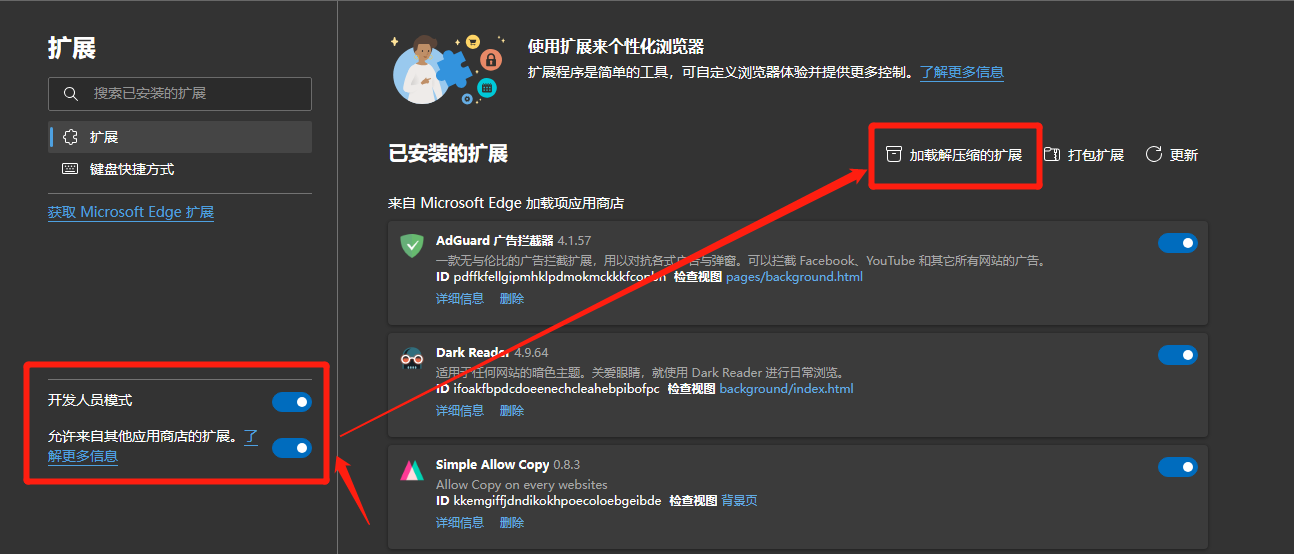 扩展
搜索已安装的扩展
扩展
键盘快捷方式
获取 Microsoft Edge 扩展
开发人员模式
允许来自其他应用商店的扩展。了
解更多信息
使用扩展来个性化浏览器
扩展程序是简单的工具，可自定义浏览器体验并提供更多控制。了解更多信息
已安装的扩展
加载解压缩的扩展 打包扩展 更新
来自 Microsoft Edge 加载项应用商店
AdGuard 广告拦截器 4.1.57
一款无与伦比的广告拦截扩展，用以对抗各式广告与弹窗。可以拦截 Facebook、YouTube 和其它所有网站的广告。
ID 检查视图 pages/background.html
详细信息 删除
Dark Reader 4.9.64
适用于任何网站的暗色主题。关爱眼睛，就使用 Dark Reader 进行日常浏览。
ID ifoakfbpdcdoeenechcleahebpibofpc 检查视图 background/index.html
详细信息 删除
Simple Allow Copy 0.8.3
Allow Copy on every websites
ID kkemgiffjdndikokhpoecoloebgeibde 检查视图 背景页
详细信息 删除